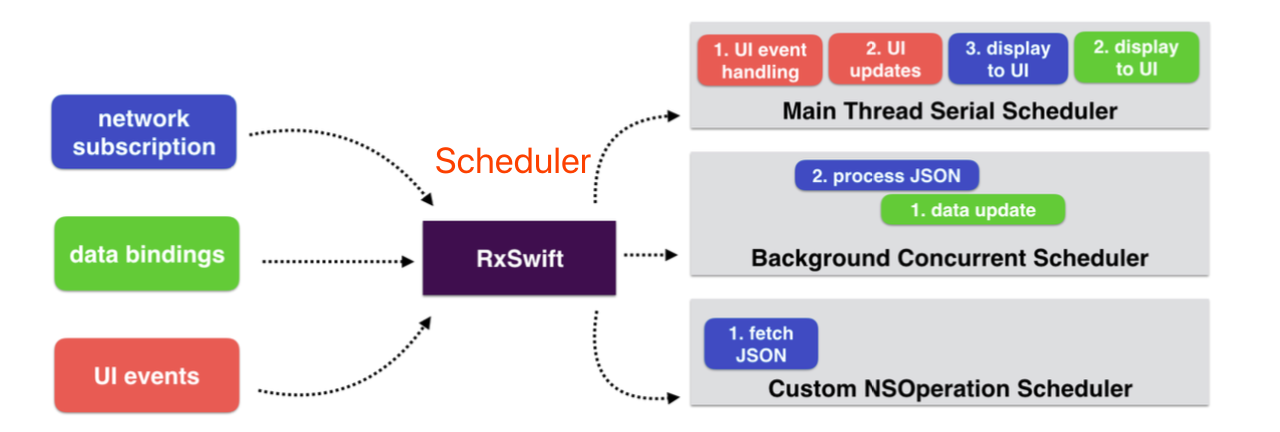 network
subscription
data bindings
UI events
Scheduler
RxSwift
1. UI event
handling
2. UI
updates
3. display
to UI
2. display
to UI
Main Thread Serial Scheduler
2. process JSON
1. data update
Background Concurrent Scheduler
1. fetch
JSON
Custom NSOperation Scheduler